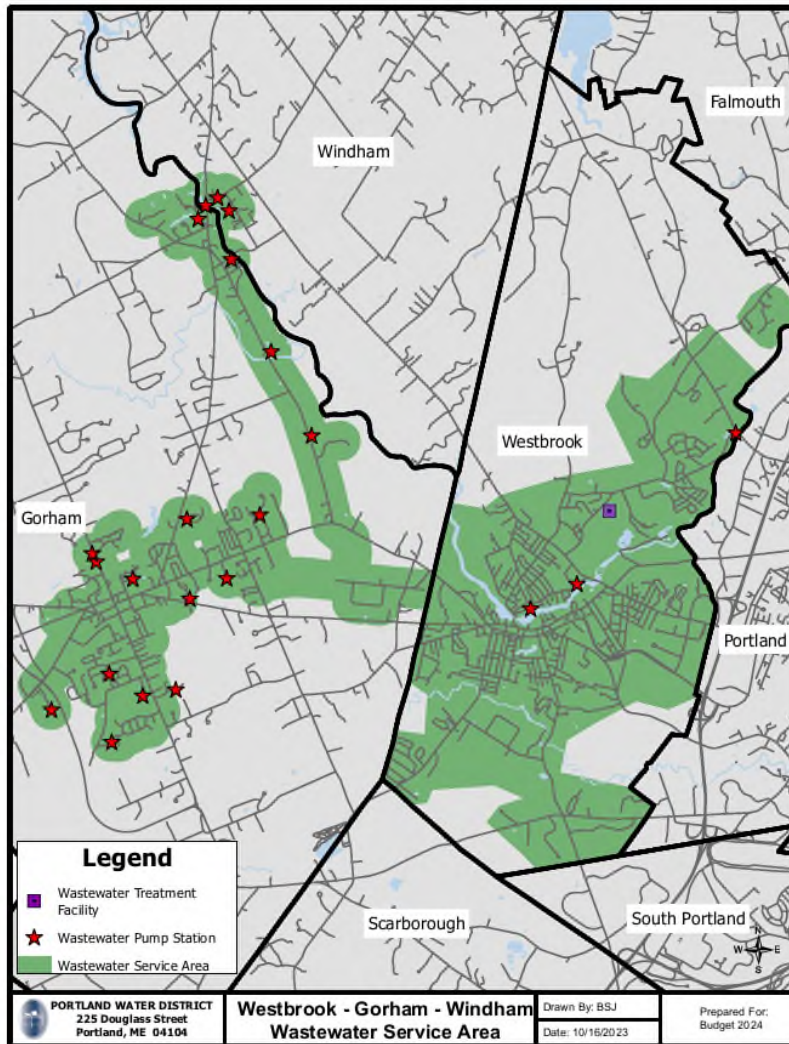 Falmouth
Windham
Westbrook
Gorham
Portland
Legend
Wastewater Treatment
Facility
Wastewater Pump Station
Wastewater Service Area
Scarborough
South Portland
N
W E
S
PORTLAND WATER DISTRICT
225 Douglass Street
Portland, ME 04104
Westbrook - Gorham - Windham
Wastewater Service Area
Drawn By: BSJ
Date: 10/16/2023
Prepared For:
Budget 2024